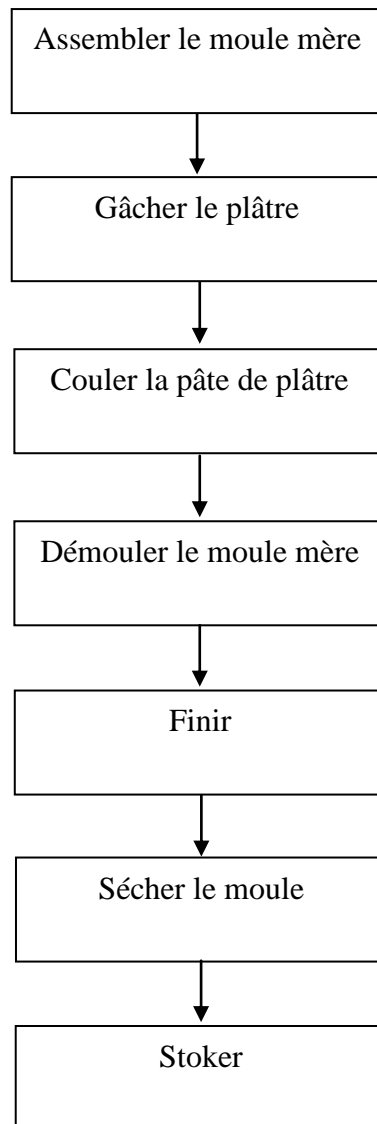 Assembler le moule mère
Gâcher le plâtre
Couler la pâte de plâtre
Démouler le moule mère
Finir
Sécher le moule
Stoker